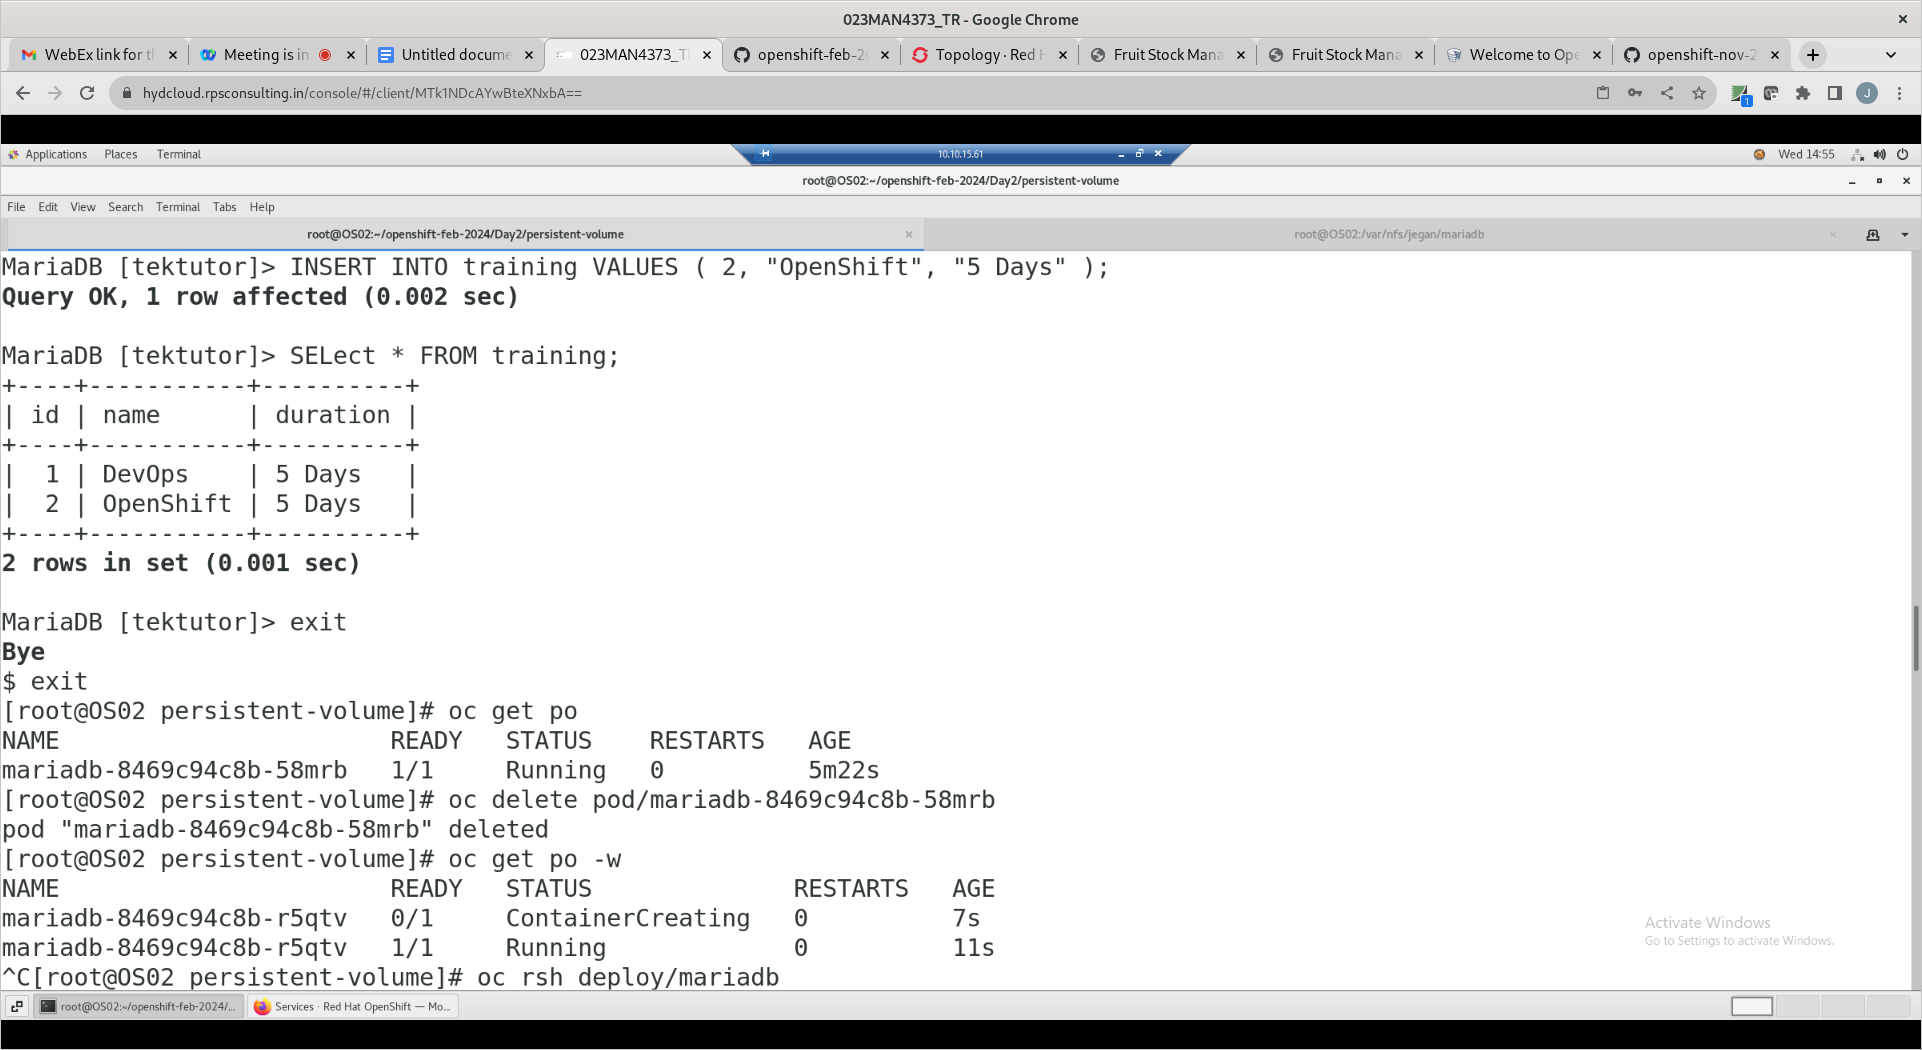 023MAN4373_TR - Google Chrome
WebEx link for th
Meeting is in
Untitled docume
023MAN4373_TR
openshift-feb-20
Topology · Red H
Fruit Stock Mana
Fruit Stock Mana
Welcome to Ope
openshift-nov-2
hydcloud.rpsconsulting.in/console/#/client/MTk1NDcAYwBteXNxbA==
1
J
Applications Places Terminal
10.10.15.61
Wed 14:55
root@OS02:~/openshift-feb-2024/Day2/persistent-volume
File Edit View Search Terminal Tabs Help
root@OS02:~/openshift-feb-2024/Day2/persistent-volume
root@OS02:/var/nfs/jegan/mariadb
MariaDB [tektutor]> INSERT INTO training VALUES ( 2, "OpenShift", "5 Days" );
Query OK, 1 row affected (0.002 sec)
MariaDB [tektutor]> SELect * FROM training;
+----+-----------+----------+
| id | name      | duration |
+----+-----------+----------+
|  1 | DevOps    | 5 Days   |
|  2 | OpenShift | 5 Days   |
+----+-----------+----------+
2 rows in set (0.001 sec)
MariaDB [tektutor]> exit
Bye
$ exit
[root@OS02 persistent-volume]# oc get po
NAME                       READY   STATUS    RESTARTS   AGE
mariadb-8469c94c8b-58mrb   1/1     Running   0          5m22s
[root@OS02 persistent-volume]# oc delete pod/mariadb-8469c94c8b-58mrb
pod "mariadb-8469c94c8b-58mrb" deleted
[root@OS02 persistent-volume]# oc get po -w
NAME                       READY   STATUS              RESTARTS   AGE
mariadb-8469c94c8b-r5qtv   0/1     ContainerCreating   0          7s
mariadb-8469c94c8b-r5qtv   1/1     Running             0          11s
^C[root@OS02 persistent-volume]# oc rsh deploy/mariadb
Activate Windows
Go to Settings to activate Windows.
root@OS02:~/openshift-feb-2024/...
Services · Red Hat OpenShift — Mo...